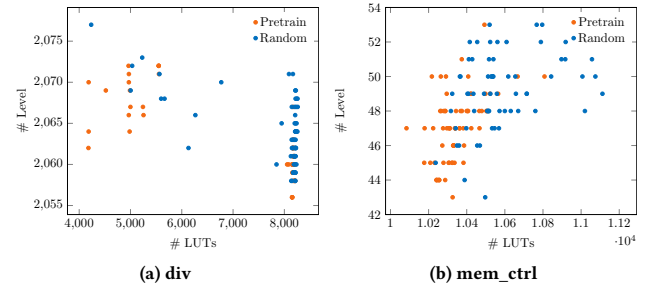 2,075
2,070
2,065
2,060
2,055
# Level
4,000 5,000 6,000 7,000 8,000
# LUTs
Pretrain
Random
(a) div
54
52
50
48
46
44
42
# Level
1 1.02 1.04 1.06 1.08 1.1 1.12
# LUTs
·10⁴
Pretrain
Random
(b) mem_ctrl